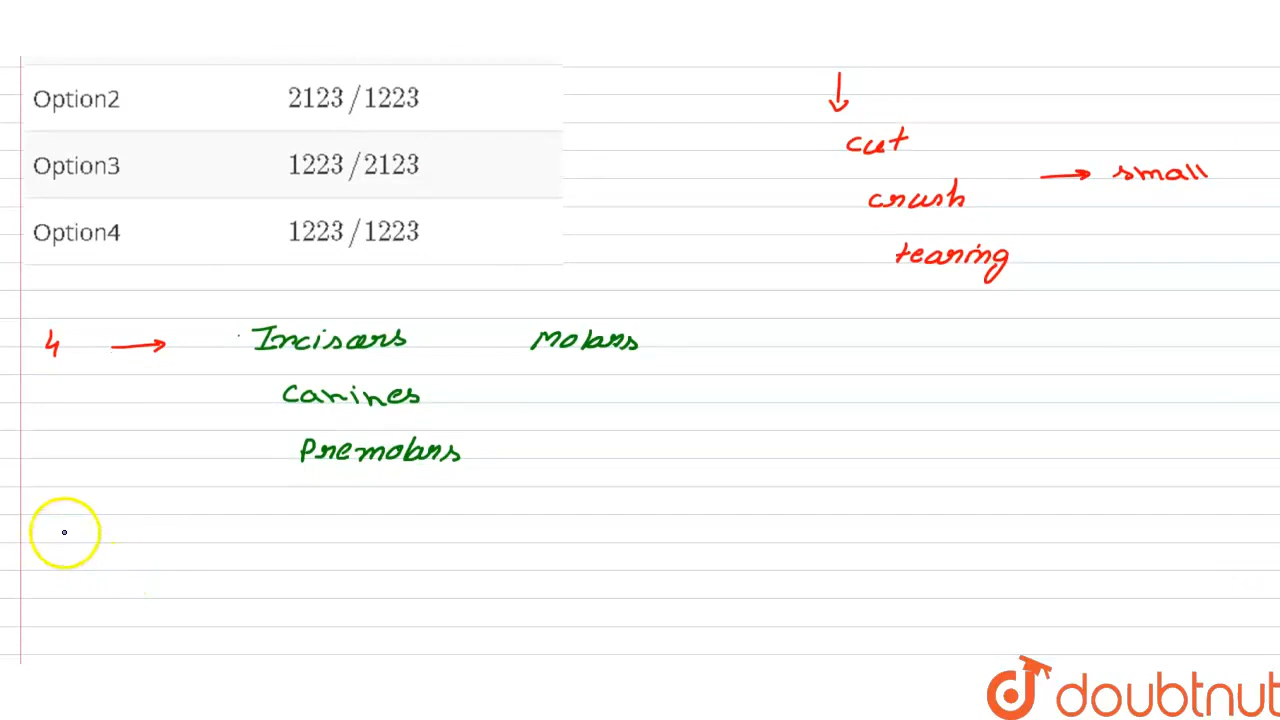 Option2 2123/1223
Option3 1223/2123
Option4 1223/1223
↓
cut
crush → small
tearing
4 → Incisors Molars
Canines
Premolars
doubtnut